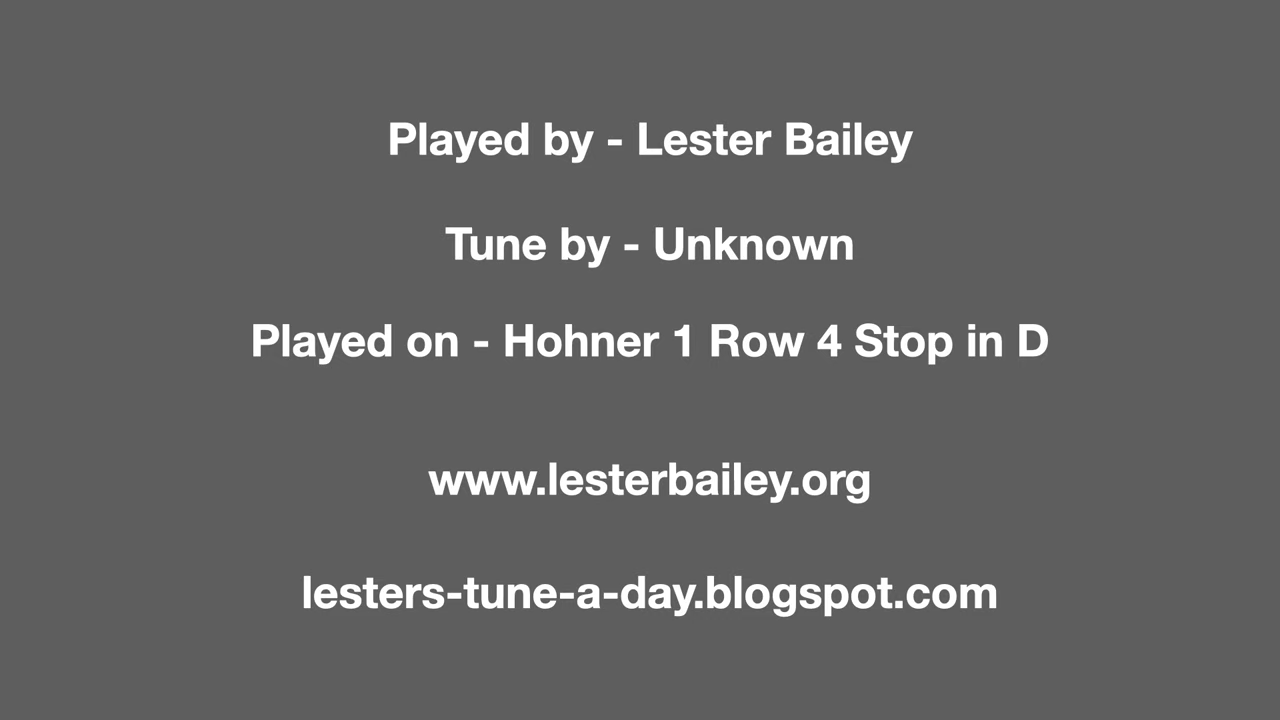 Played by - Lester Bailey
Tune by - Unknown
Played on - Hohner 1 Row 4 Stop in D
www.lesterbailey.org
lesters-tune-a-day.blogspot.com